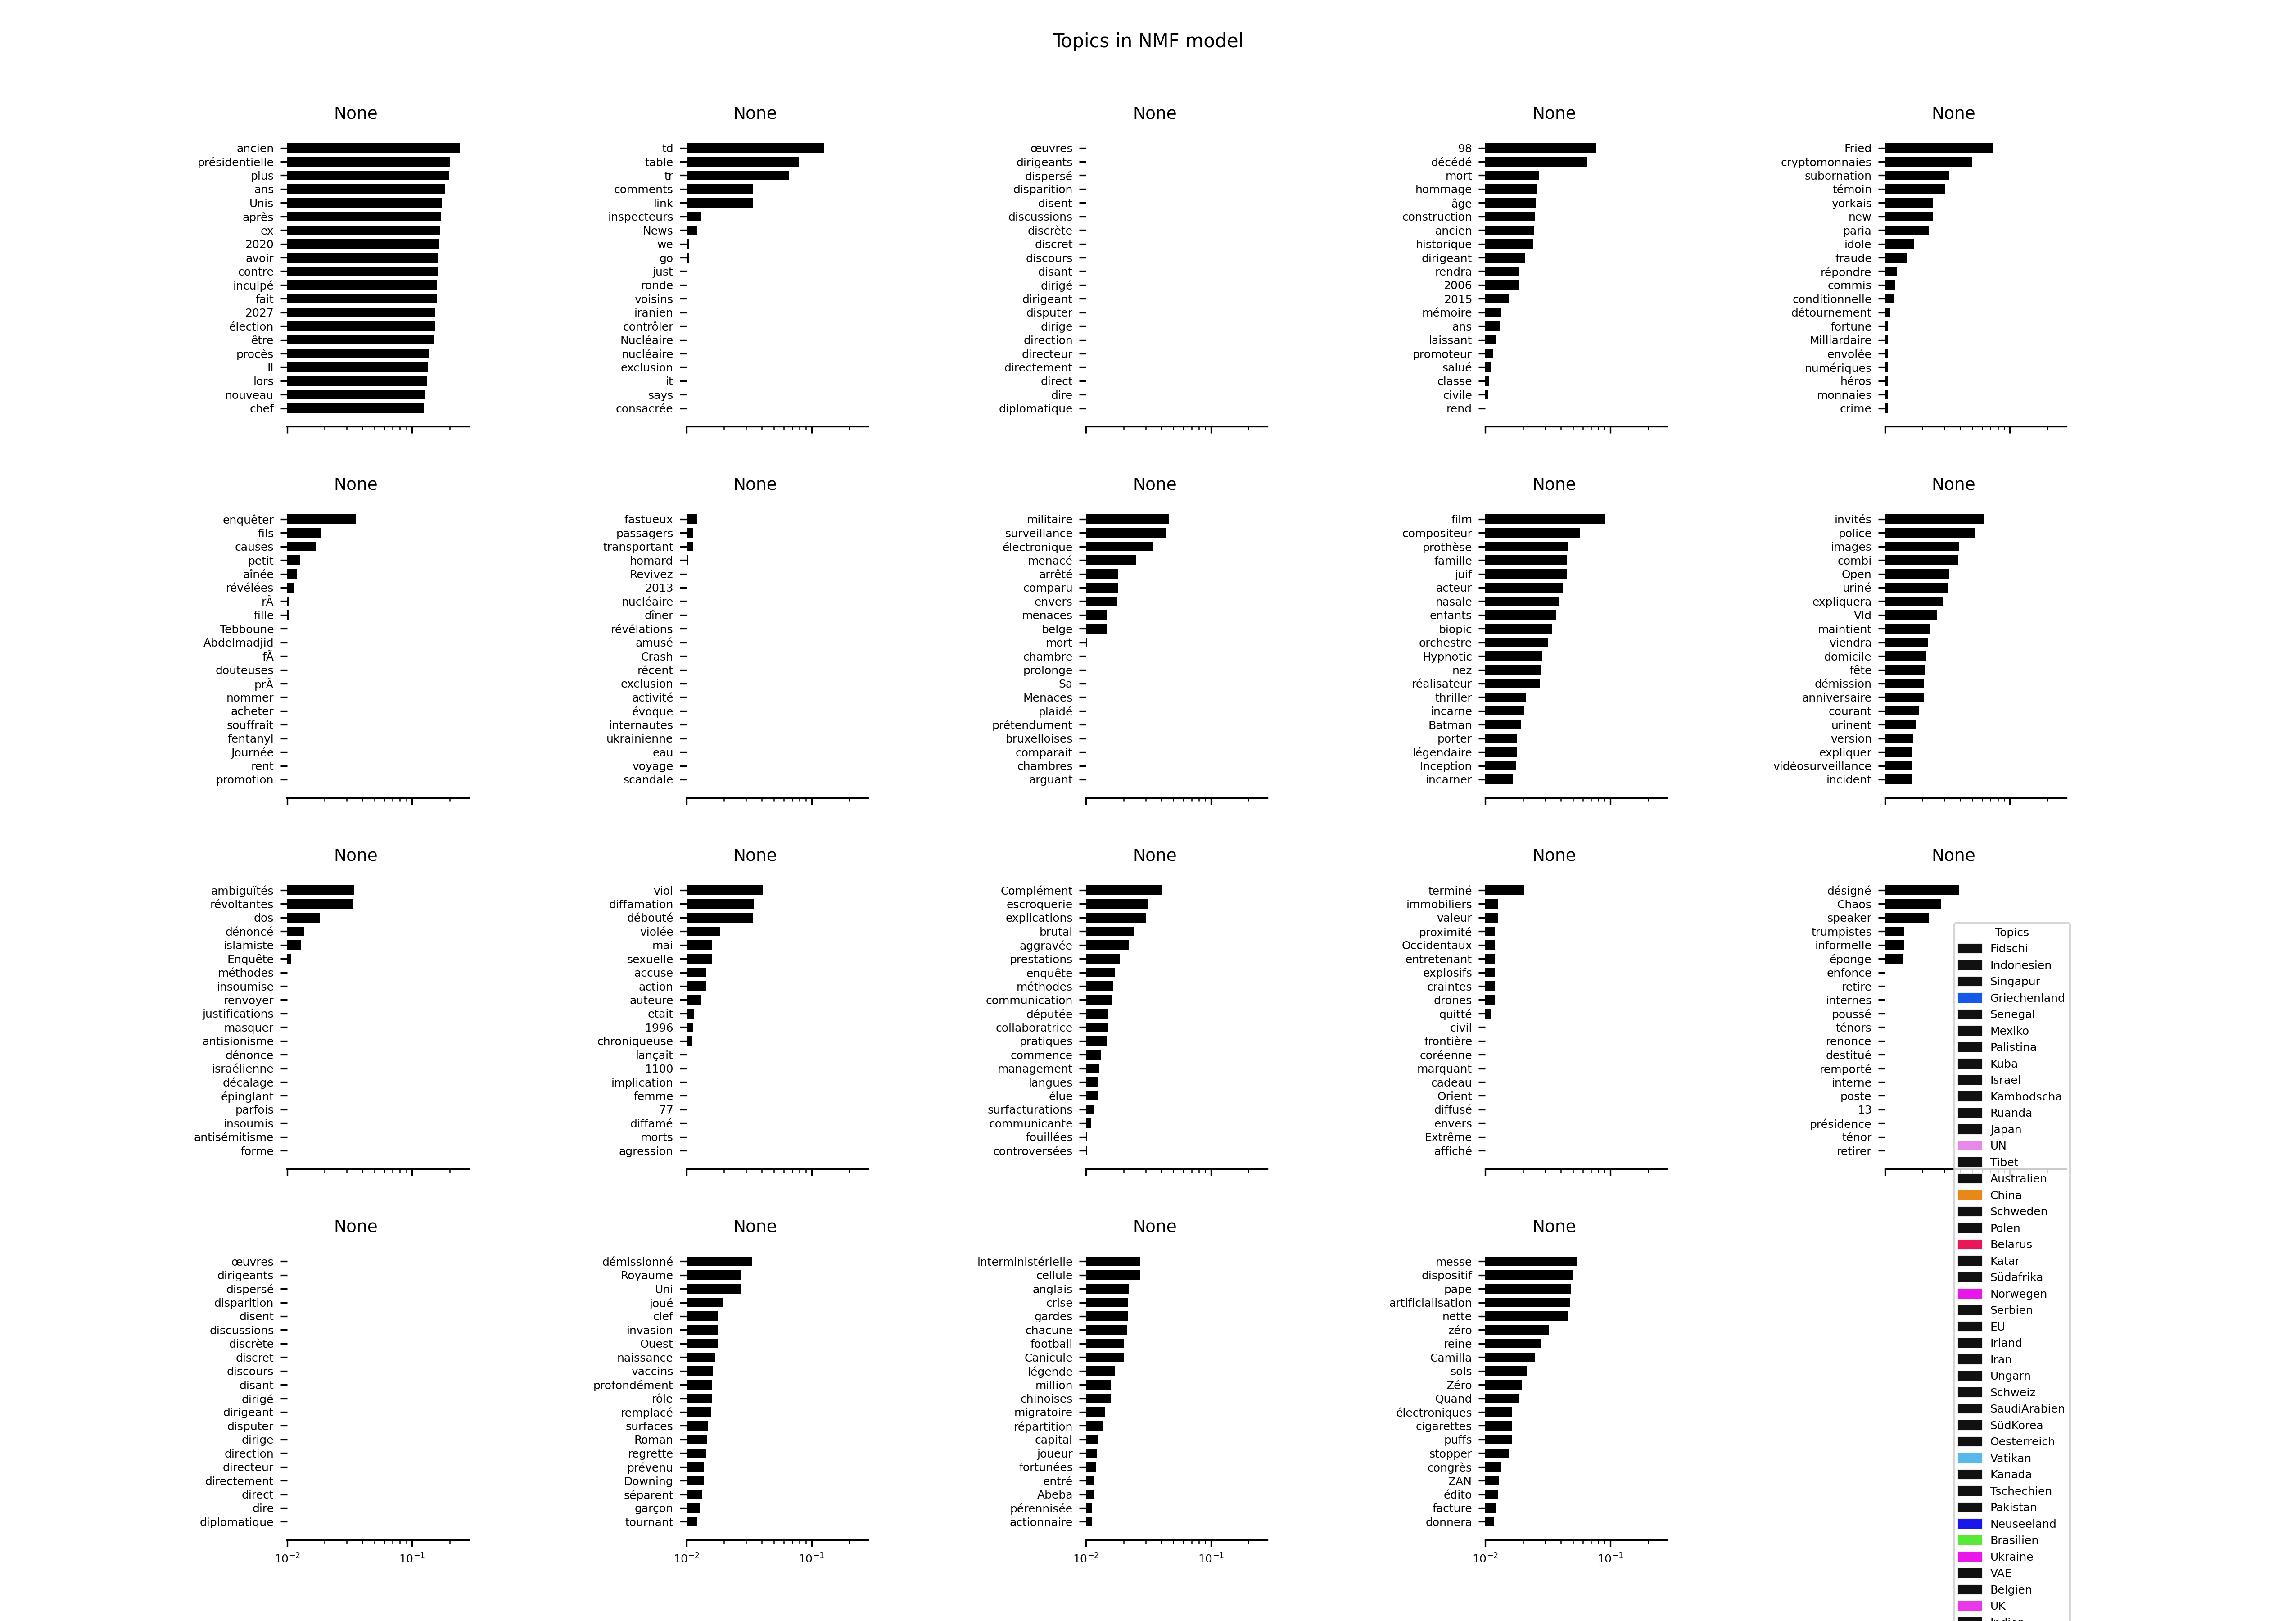 Topics in NMF model
None
ancien
présidentielle
plus
ans
Unis
après
ex
2020
avoir
contre
inculpé
fait
2027
élection
être
procès
Il
lors
nouveau
chef
None
td
table
tr
comments
link
inspecteurs
News
we
go
just
ronde
voisins
iranien
contrôler
Nucléaire
nucléaire
exclusion
it
says
consacrée
None
œuvres
dirigeants
dispersé
disparition
disent
discussions
discrète
discret
discours
disant
dirigé
dirigeant
disputer
dirige
direction
directeur
directement
direct
dire
diplomatique
None
98
décédé
mort
hommage
âge
construction
ancien
historique
dirigeant
rendra
2006
2015
mémoire
ans
laissant
promoteur
salué
classe
civile
rend
None
Fried
cryptomonnaies
subornation
témoin
yorkais
new
paria
idole
fraude
répondre
commis
conditionnelle
détournement
fortune
Milliardaire
envolée
numériques
héros
monnaies
crime
None
enquêter
fils
causes
petit
aînée
révélées
rÃ
fille
Tebboune
Abdelmadjid
fÃ
douteuses
prÃ
nommer
acheter
souffrait
fentanyl
Journée
rent
promotion
None
fastueux
passagers
transportant
homard
Revivez
2013
nucléaire
dîner
révélations
amusé
Crash
récent
exclusion
activité
évoque
internautes
ukrainienne
eau
voyage
scandale
None
militaire
surveillance
électronique
menacé
arrêté
comparu
envers
menaces
belge
mort
chambre
prolonge
Sa
Menaces
plaidé
prétendument
bruxelloises
comparait
chambres
arguant
None
film
compositeur
prothèse
famille
juif
acteur
nasale
enfants
biopic
orchestre
Hypnotic
nez
réalisateur
thriller
incarne
Batman
porter
légendaire
Inception
incarner
None
invités
police
images
combi
Open
uriné
expliquera
Vld
maintient
viendra
domicile
fête
démission
anniversaire
courant
urinent
version
expliquer
vidéosurveillance
incident
None
ambiguïtés
révoltantes
dos
dénoncé
islamiste
Enquête
méthodes
insoumise
renvoyer
justifications
masquer
antisionisme
dénonce
israélienne
décalage
épinglant
parfois
insoumis
antisémitisme
forme
None
viol
diffamation
débouté
violée
mai
sexuelle
accuse
action
auteure
etait
1996
chroniqueuse
lançait
1100
implication
femme
77
diffamé
morts
agression
None
Complément
escroquerie
explications
brutal
aggravée
prestations
enquête
méthodes
communication
députée
collaboratrice
pratiques
commence
management
langues
élue
surfacturations
communicante
fouillées
controversées
None
terminé
immobiliers
valeur
proximité
Occidentaux
entretenant
explosifs
craintes
drones
quitté
civil
frontière
coréenne
marquant
cadeau
Orient
diffusé
envers
Extrême
affiché
None
désigné
Chaos
speaker
trumpistes
informelle
éponge
enfonce
retire
internes
poussé
ténors
renonce
destitué
remporté
interne
poste
13
présidence
ténor
retirer
None
œuvres
dirigeants
dispersé
disparition
disent
discussions
discrète
discret
discours
disant
dirigé
dirigeant
disputer
dirige
direction
directeur
directement
direct
dire
diplomatique
10⁻² 10⁻¹
None
démissionné
Royaume
Uni
joué
clef
invasion
Ouest
naissance
vaccins
profondément
rôle
remplacé
surfaces
Roman
regrette
prévenu
Downing
séparent
garçon
tournant
10⁻² 10⁻¹
None
interministérielle
cellule
anglais
crise
gardes
chacune
football
Canicule
légende
million
chinoises
migratoire
répartition
capital
joueur
fortunées
entré
Abeba
pérennisée
actionnaire
10⁻² 10⁻¹
None
messe
dispositif
pape
artificialisation
nette
zéro
reine
Camilla
sols
Zéro
Quand
électroniques
cigarettes
puffs
stopper
congrès
ZAN
édito
facture
donnera
10⁻² 10⁻¹
Topics
Fidschi
Indonesien
Singapur
Griechenland
Senegal
Mexiko
Palistina
Kuba
Israel
Kambodscha
Ruanda
Japan
UN
Tibet
Australien
China
Schweden
Polen
Belarus
Katar
Südafrika
Norwegen
Serbien
EU
Irland
Iran
Ungarn
Schweiz
SaudiArabien
SüdKorea
Oesterreich
Vatikan
Kanada
Tschechien
Pakistan
Neuseeland
Brasilien
Ukraine
VAE
Belgien
UK